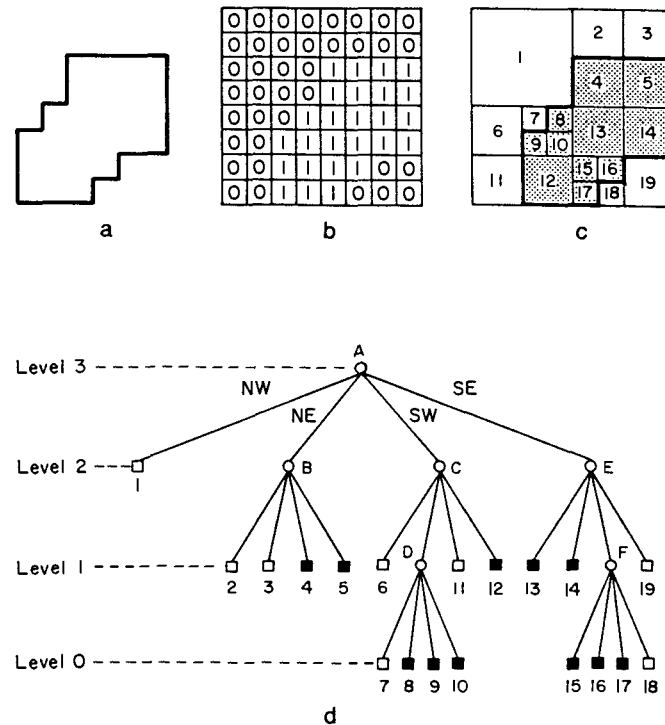 0 0 0 0 0 0 0 0
0 0 0 0 0 0 0 0
0 0 0 0 1 1 1 1
0 0 0 0 1 1 1 1
0 0 0 1 1 1 1 1
0 0 1 1 1 1 1 1
0 0 1 1 1 1 0 0
0 0 1 1 1 0 0 0
1 2 3
4 5
6 7 8 13 14
9 10
11 12 15 16 19
17 18
a b c
Level 3 A
NW NE SW SE
Level 2 B C E
1
Level 1 D F
2 3 4 5 6 11 12 13 14 19
Level 0
7 8 9 10 15 16 17 18
d